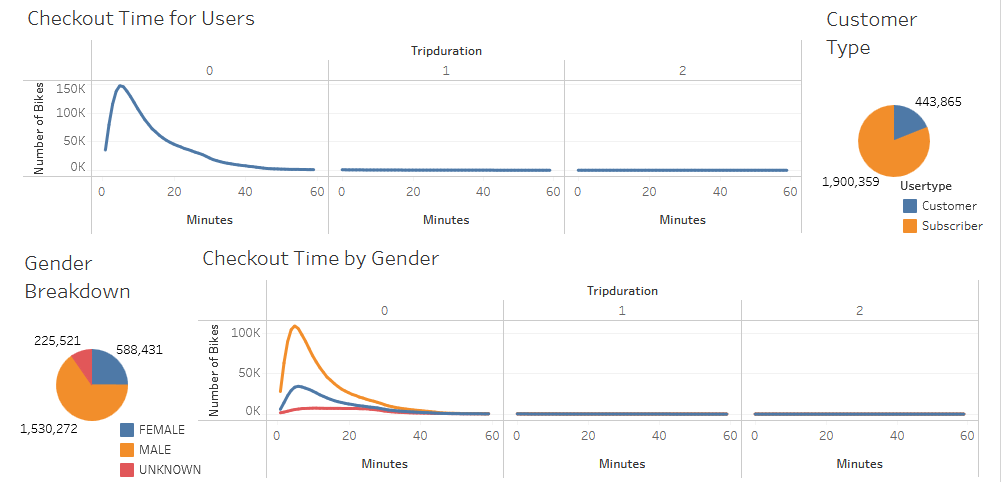 Checkout Time for Users
Tripduration
0 1 2
Number of Bikes
150K
100K
50K
0K
0 20 40 60 0 20 40 60 0 20 40 60
Minutes Minutes Minutes
Customer
Type
443,865
1,900,359
Usertype
Customer
Subscriber
Gender
Breakdown
225,521
588,431
1,530,272
FEMALE
MALE
UNKNOWN
Checkout Time by Gender
Tripduration
0 1 2
Number of Bikes
100K
50K
0K
0 20 40 60 0 20 40 60 0 20 40 60
Minutes Minutes Minutes